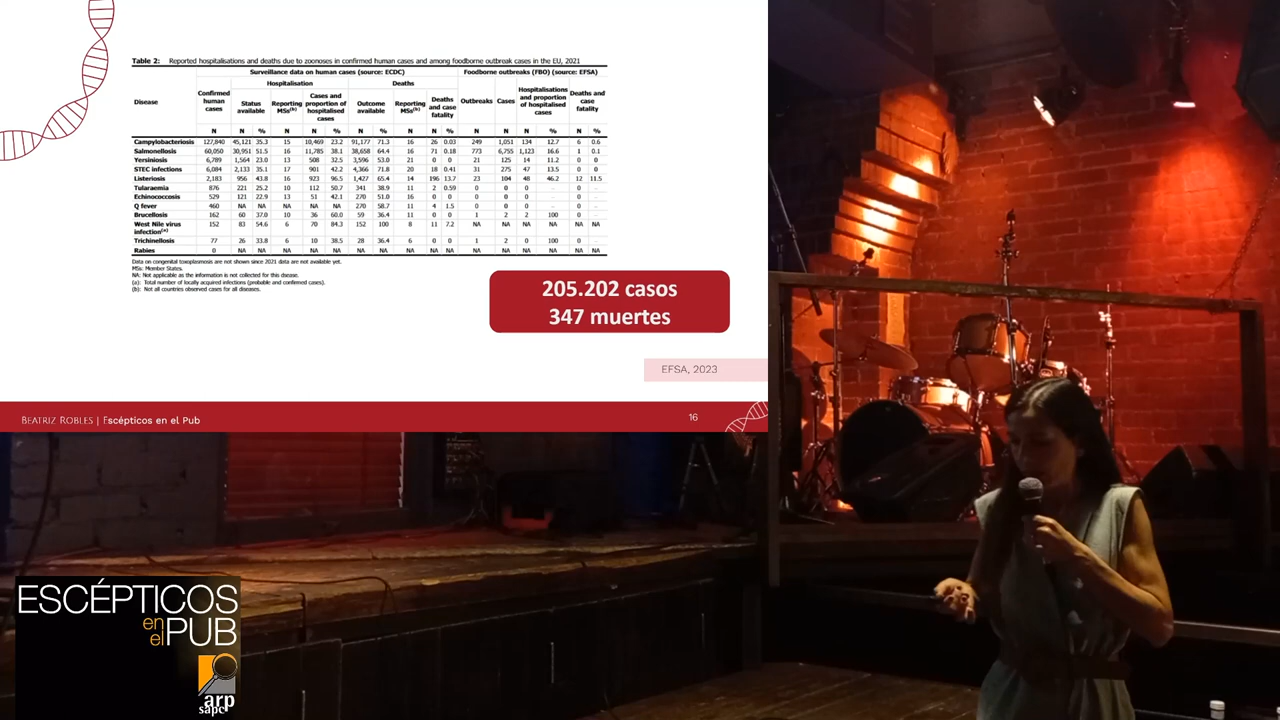 Table 2: Reported hospitalisations and deaths due to zoonoses in confirmed human cases and among foodborne outbreak cases in the EU, 2021
Surveillance data on human cases (source: ECDC) Foodborne outbreaks (FBO) (source: EFSA)
Hospitalisation Deaths
Disease Confirmed human cases Status available Reporting MSs(b) Cases and proportion of hospitalised cases Outcome available Reporting MSs(b) Deaths and case fatality Outbreaks Cases Hospitalisations and proportion of hospitalised cases Deaths and case fatality
N N % N N % N % N N % N N N % N %
Campylobacteriosis 127,840 45,121 35.3 15 10,469 23.2 91,177 71.3 16 26 0.03 249 1,051 134 12.7 6 0.6
Salmonellosis 60,050 30,951 51.5 16 11,785 38.1 38,658 64.4 16 71 0.18 773 6,755 1,123 16.6 1 0.1
Yersiniosis 6,789 1,564 23.0 13 508 32.5 3,596 53.0 21 0 0 21 125 14 11.2 0 0
STEC infections 6,084 2,133 35.1 17 901 42.2 4,366 71.8 20 18 0.41 31 275 47 13.5 0 0
Listeriosis 2,183 956 43.8 16 923 96.5 1,427 65.4 14 196 13.7 23 104 48 46.2 12 11.5
Tularaemia 876 221 25.2 10 112 50.7 341 38.9 11 2 0.59 0 0 0 - 0 -
Echinococcosis 529 121 22.9 13 51 42.1 270 51.0 16 0 0 0 0 0 - 0 -
Q fever 460 NA NA NA NA NA 270 58.7 11 4 1.5 0 0 0 - 0 -
Brucellosis 162 60 37.0 10 36 60.0 59 36.4 11 0 0 1 2 2 100 0 -
West Nile virus infection(a) 152 83 54.6 6 70 84.3 152 100 8 11 7.2 NA NA NA NA NA NA
Trichinellosis 77 26 33.8 6 10 38.5 28 36.4 6 0 0 1 2 0 100 0 -
Rabies 0 NA NA NA NA NA NA NA NA NA NA NA NA NA NA NA NA
Data on congenital toxoplasmosis are not shown since 2021 data are not available yet.
MSs: Member States.
NA: Not applicable as the information is not collected for this disease.
(a): Total number of locally acquired infections (probable and confirmed cases).
(b): Not all countries observed cases for all diseases.
205.202 casos
347 muertes
EFSA, 2023
BEATRIZ ROBLES | Escépticos en el Pub
16
ESCÉPTICOS
en
el PUB
arp
sapc